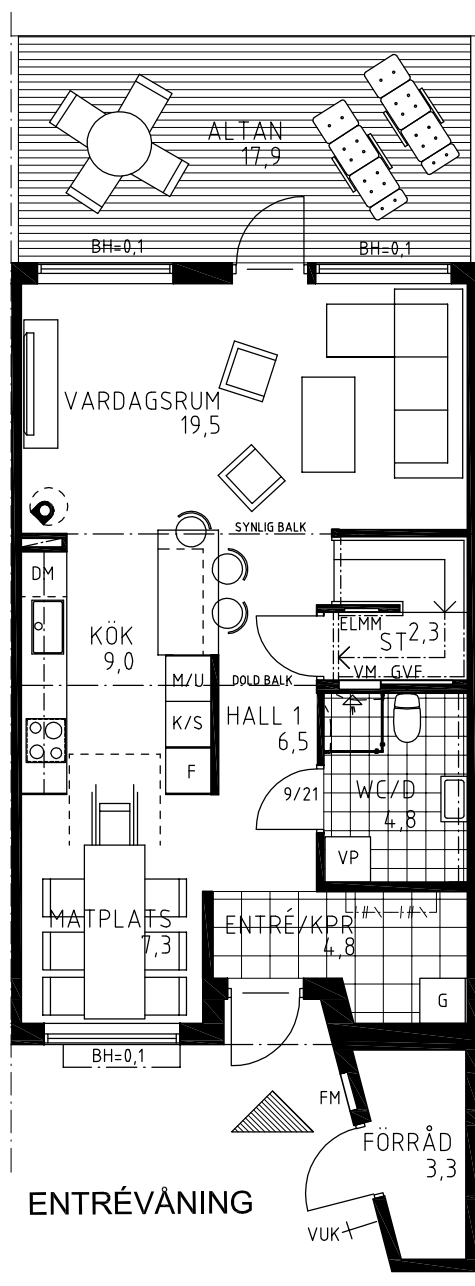 ALTAN
17,9
BH=0,1
BH=0,1
VARDAGSRUM
19,5
SYNLIG BALK
DM
KÖK
9,0
ELMM
ST 2,3
VM GVF
M/U
DOLD BALK
K/S
HALL 1
6,5
F
9/21
WC/D
4,8
VP
MATPLATS
7,3
ENTRÉ/KPR
4,8
G
BH=0,1
FM
FÖRRÅD
3,3
ENTRÉVÅNING
VUK